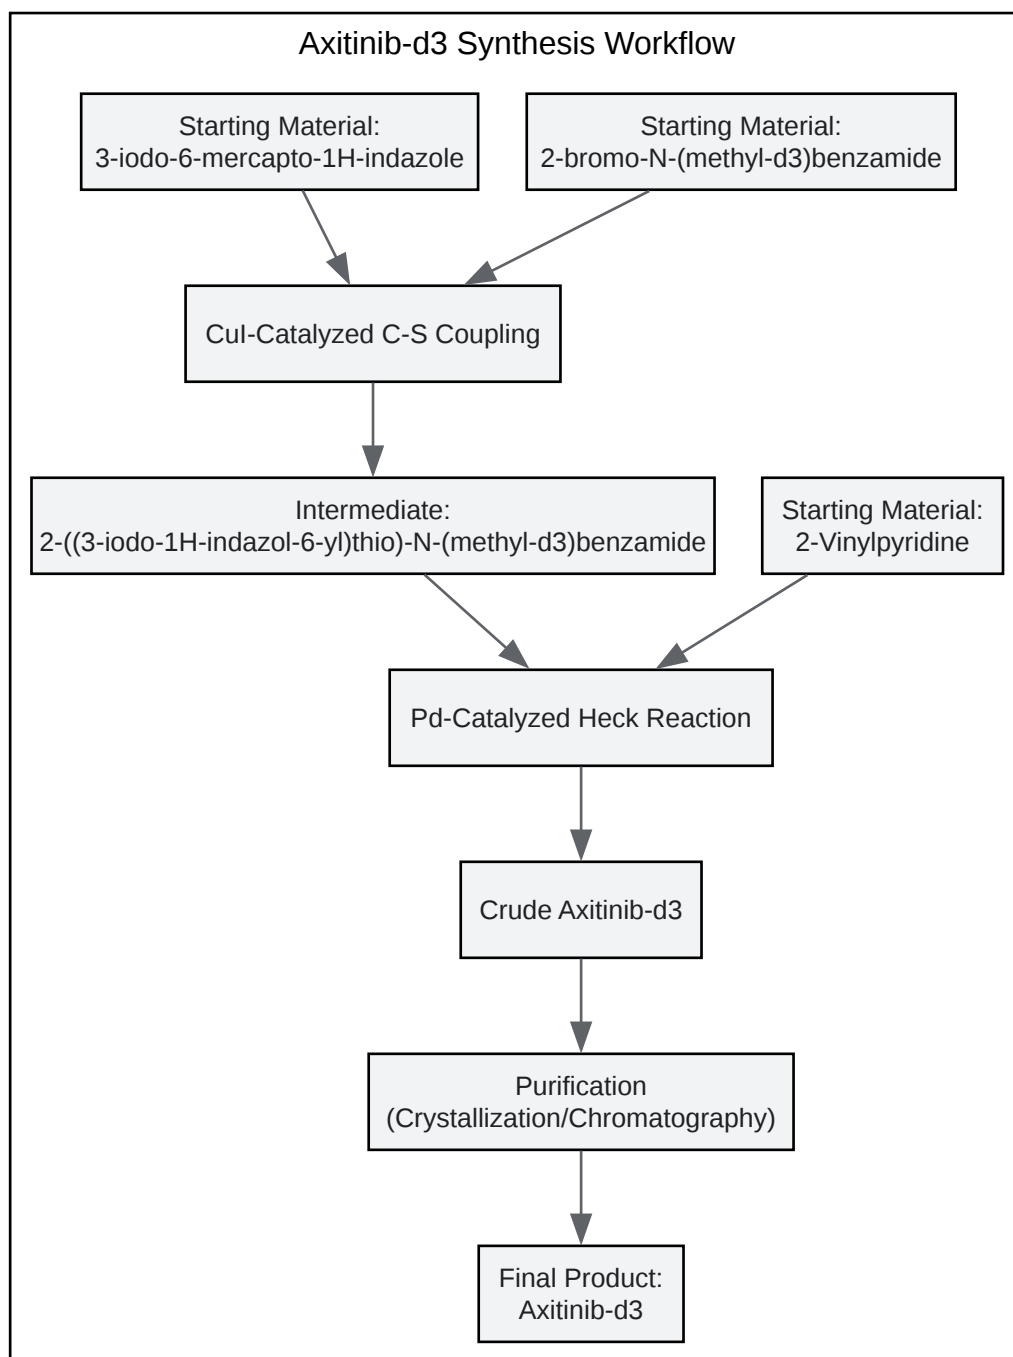 Axitinib-d3 Synthesis Workflow
Starting Material:
3-iodo-6-mercapto-1H-indazole
Starting Material:
2-bromo-N-(methyl-d3)benzamide
CuI-Catalyzed C-S Coupling
Intermediate:
2-((3-iodo-1H-indazol-6-yl)thio)-N-(methyl-d3)benzamide
Starting Material:
2-Vinylpyridine
Pd-Catalyzed Heck Reaction
Crude Axitinib-d3
Purification
(Crystallization/Chromatography)
Final Product:
Axitinib-d3